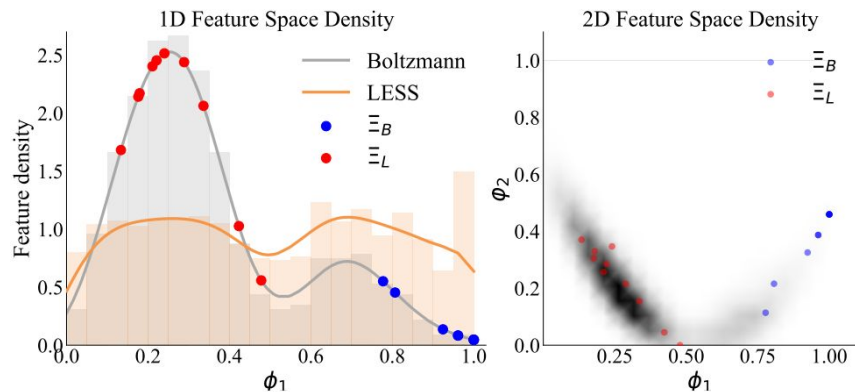 1D Feature Space Density
Feature density
2.5
2.0
1.5
1.0
0.5
0.0
0.0 0.2 0.4 0.6 0.8 1.0
ϕ₁
Boltzmann
LESS
Ξ_B
Ξ_L
2D Feature Space Density
ϕ₂
1.0
0.8
0.6
0.4
0.2
0.0
0.25 0.50 0.75 1.00
ϕ₁
Ξ_B
Ξ_L